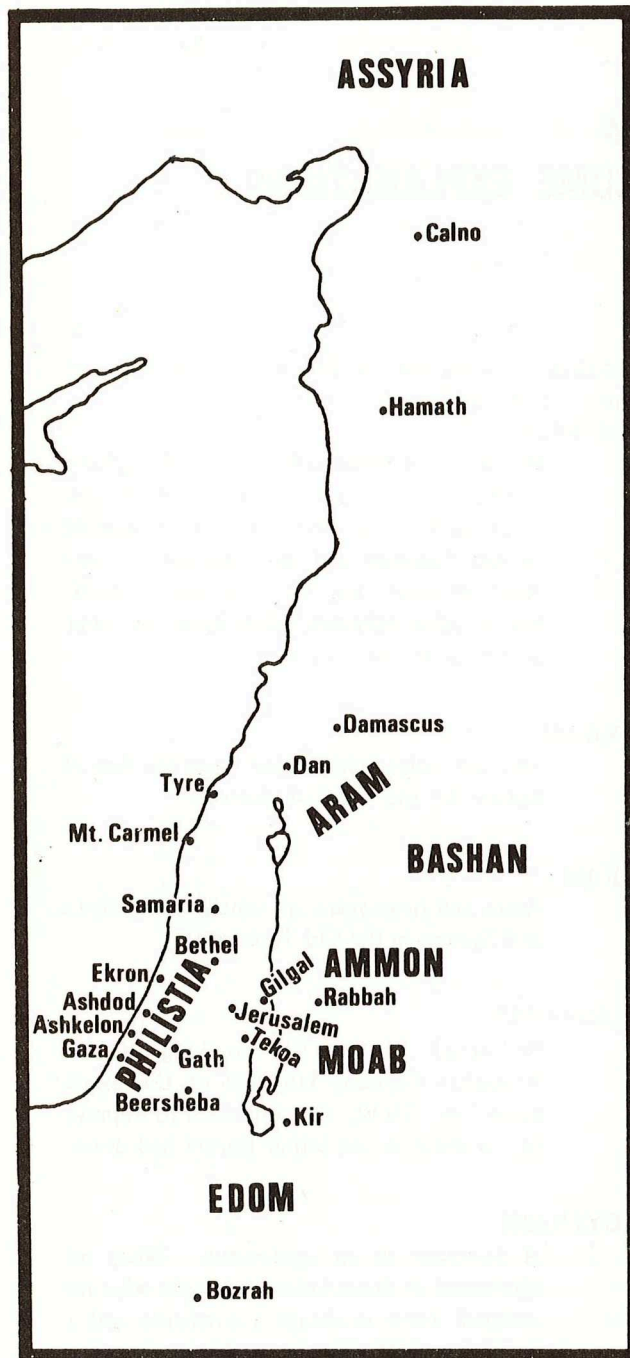 ASSYRIA
Calno
Hamath
Damascus
Dan
Tyre
ARAM
Mt. Carmel
BASHAN
Samaria
Bethel
AMMON
Ekron
Gilgal
PHILISTIA
Rabbah
Ashdod
Jerusalem
Ashkelon
Tekoa
Gaza
Gath
MOAB
Beersheba
Kir
EDOM
Bozrah